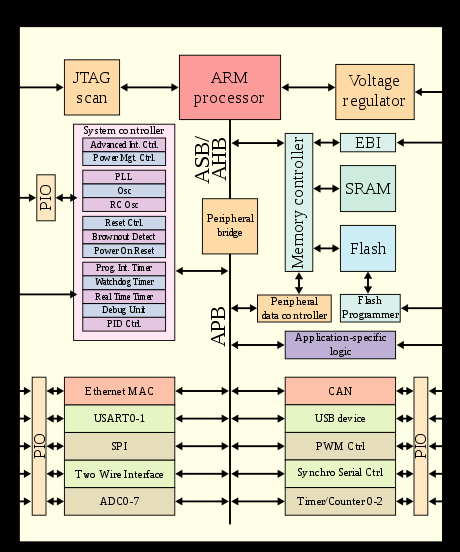 JTAG
scan
ARM
processor
Voltage
regulator
System controller
Advanced Int. Ctrl.
Power Mgt. Ctrl.
PLL
Osc
RC Osc
Reset Ctrl.
Brownout Detect
Power On Reset
Prog. Int. Timer
Watchdog Timer
Real Time Timer
Debug Unit
PID Ctrl.
PIO
ASB/
AHB
Peripheral
bridge
APB
Memory controller
EBI
SRAM
Flash
Peripheral
data controller
Flash
Programmer
Application-specific
logic
PIO
Ethernet MAC
USART0-1
SPI
Two Wire Interface
ADC0-7
CAN
USB device
PWM Ctrl
Synchro Serial Ctrl
Timer/Counter 0-2
PIO